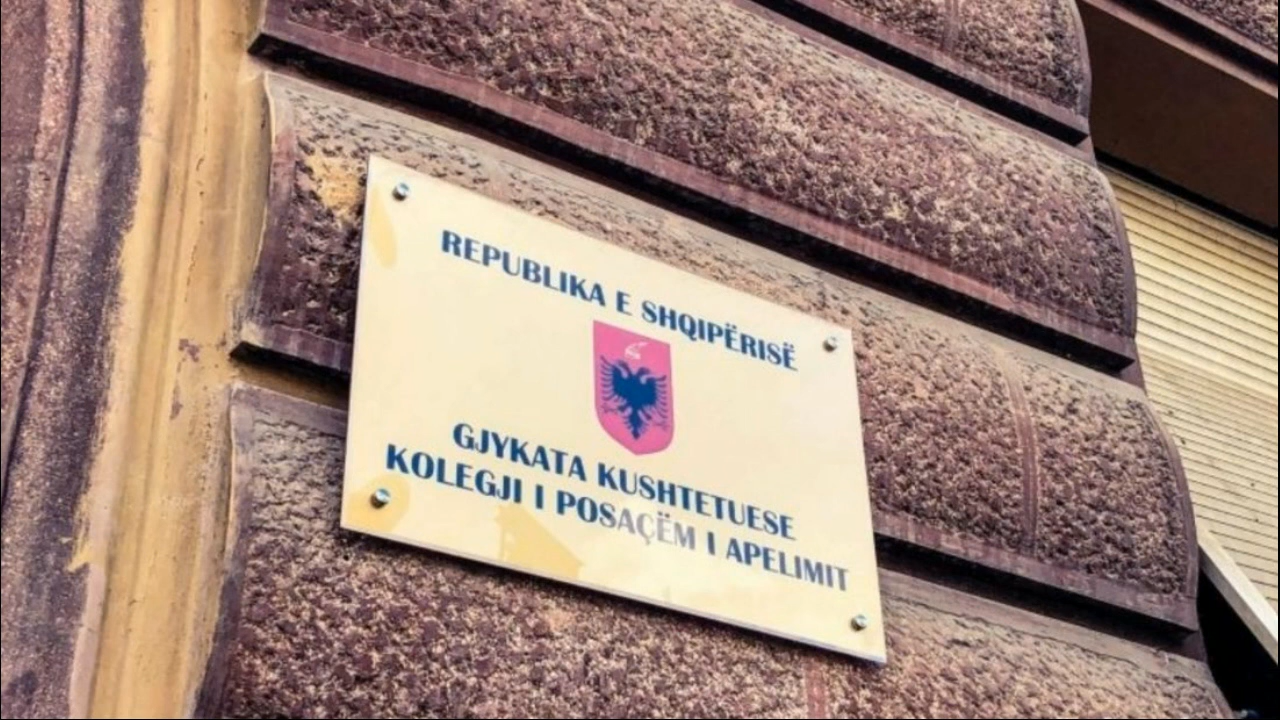 REPUBLIKA E SHQIPËRISË
GJYKATA KUSHTETUESE
KOLEGJI I POSAÇËM I APELIMIT